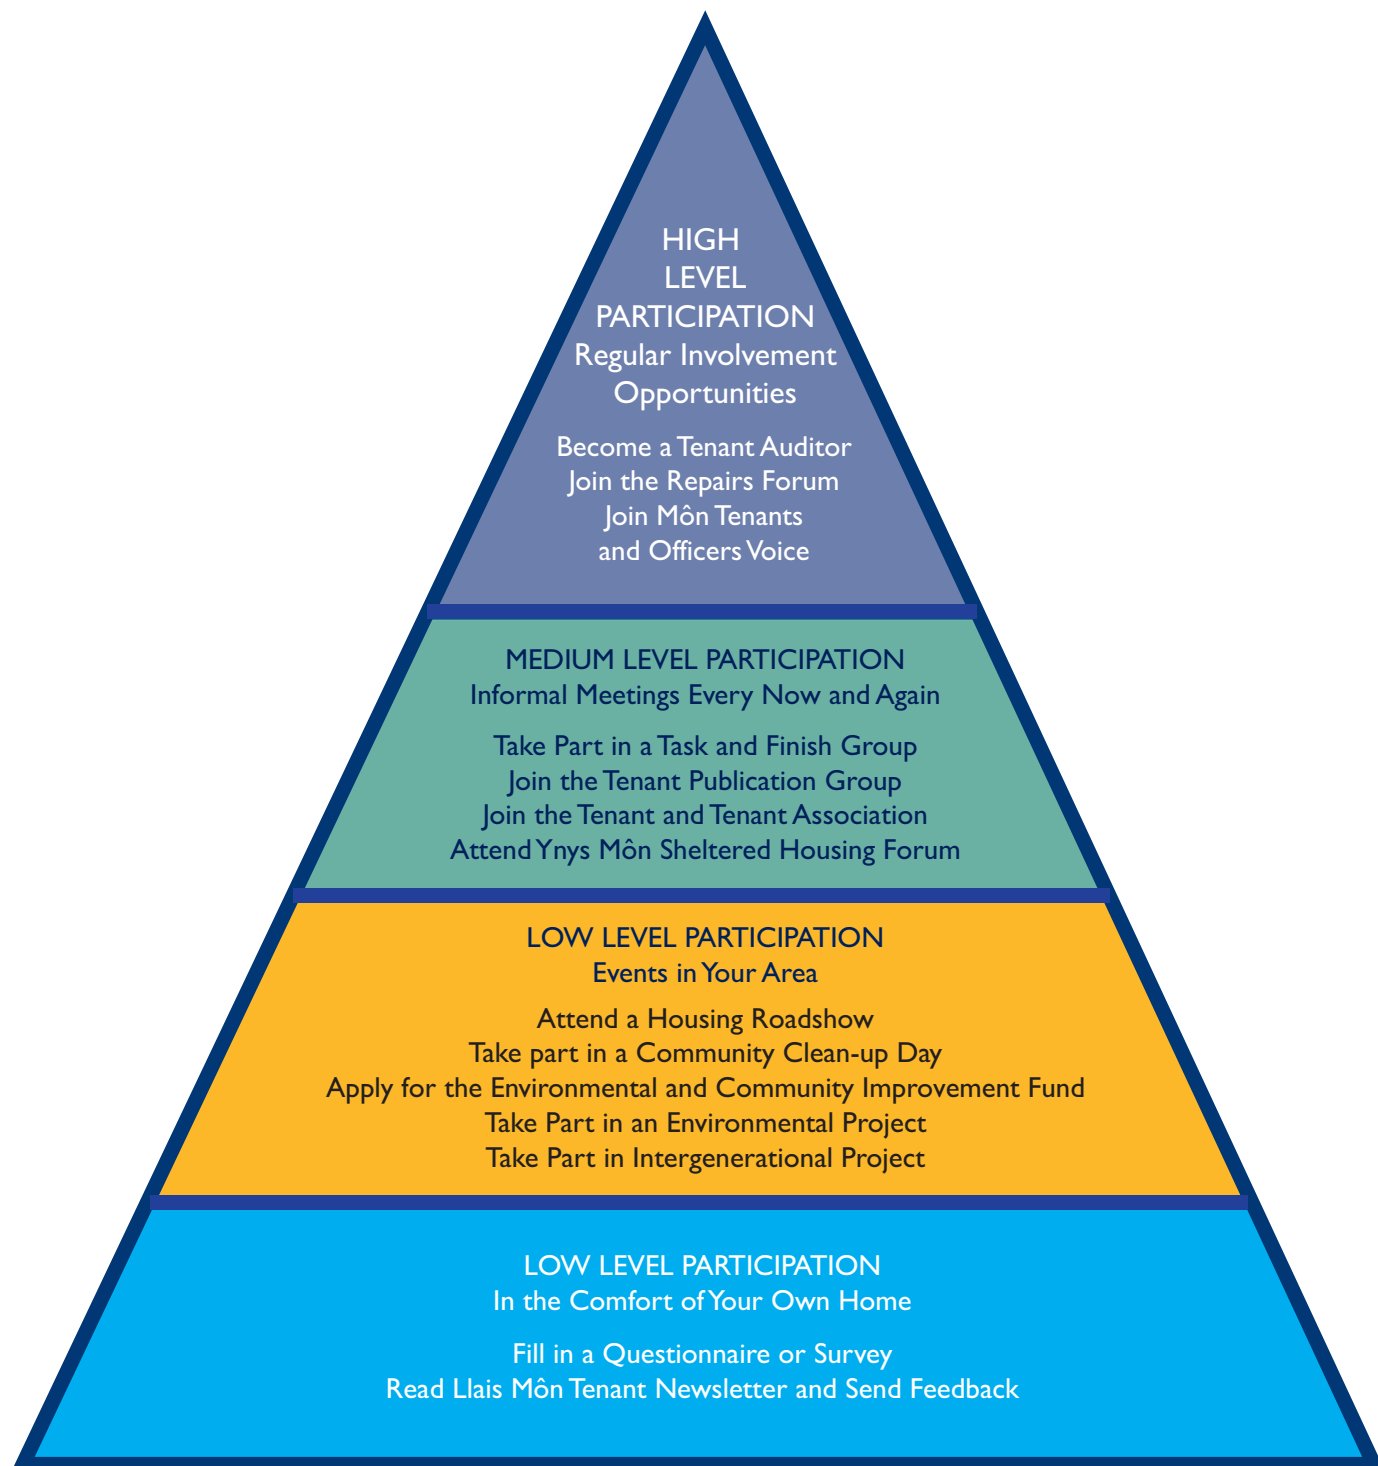 HIGH
LEVEL
PARTICIPATION
Regular Involvement
Opportunities
Become a Tenant Auditor
Join the Repairs Forum
Join Môn Tenants
and Officers Voice
MEDIUM LEVEL PARTICIPATION
Informal Meetings Every Now and Again
Take Part in a Task and Finish Group
Join the Tenant Publication Group
Join the Tenant and Tenant Association
Attend Ynys Môn Sheltered Housing Forum
LOW LEVEL PARTICIPATION
Events in Your Area
Attend a Housing Roadshow
Take part in a Community Clean-up Day
Apply for the Environmental and Community Improvement Fund
Take Part in an Environmental Project
Take Part in Intergenerational Project
LOW LEVEL PARTICIPATION
In the Comfort of Your Own Home
Fill in a Questionnaire or Survey
Read Llais Môn Tenant Newsletter and Send Feedback